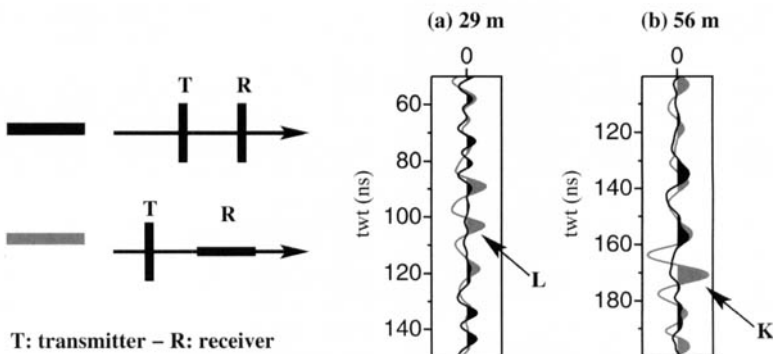 T R
T R
T: transmitter – R: receiver
(a) 29 m
0
twt (ns)
60
80
100
120
140
L
(b) 56 m
0
twt (ns)
120
140
160
180
K